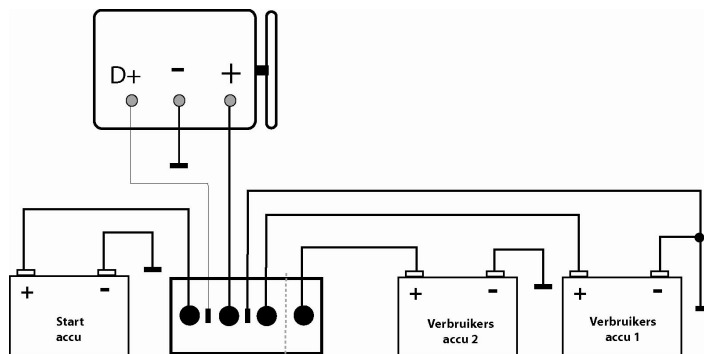 D+ - +
+ -
Start
accu
+ -
Verbruikers
accu 2
+ -
Verbruikers
accu 1